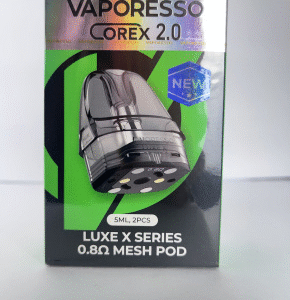 VAPORESSO
COREX 2.0
NEW
5ML, 2PCS
LUXE X SERIES
0.8Ω MESH POD